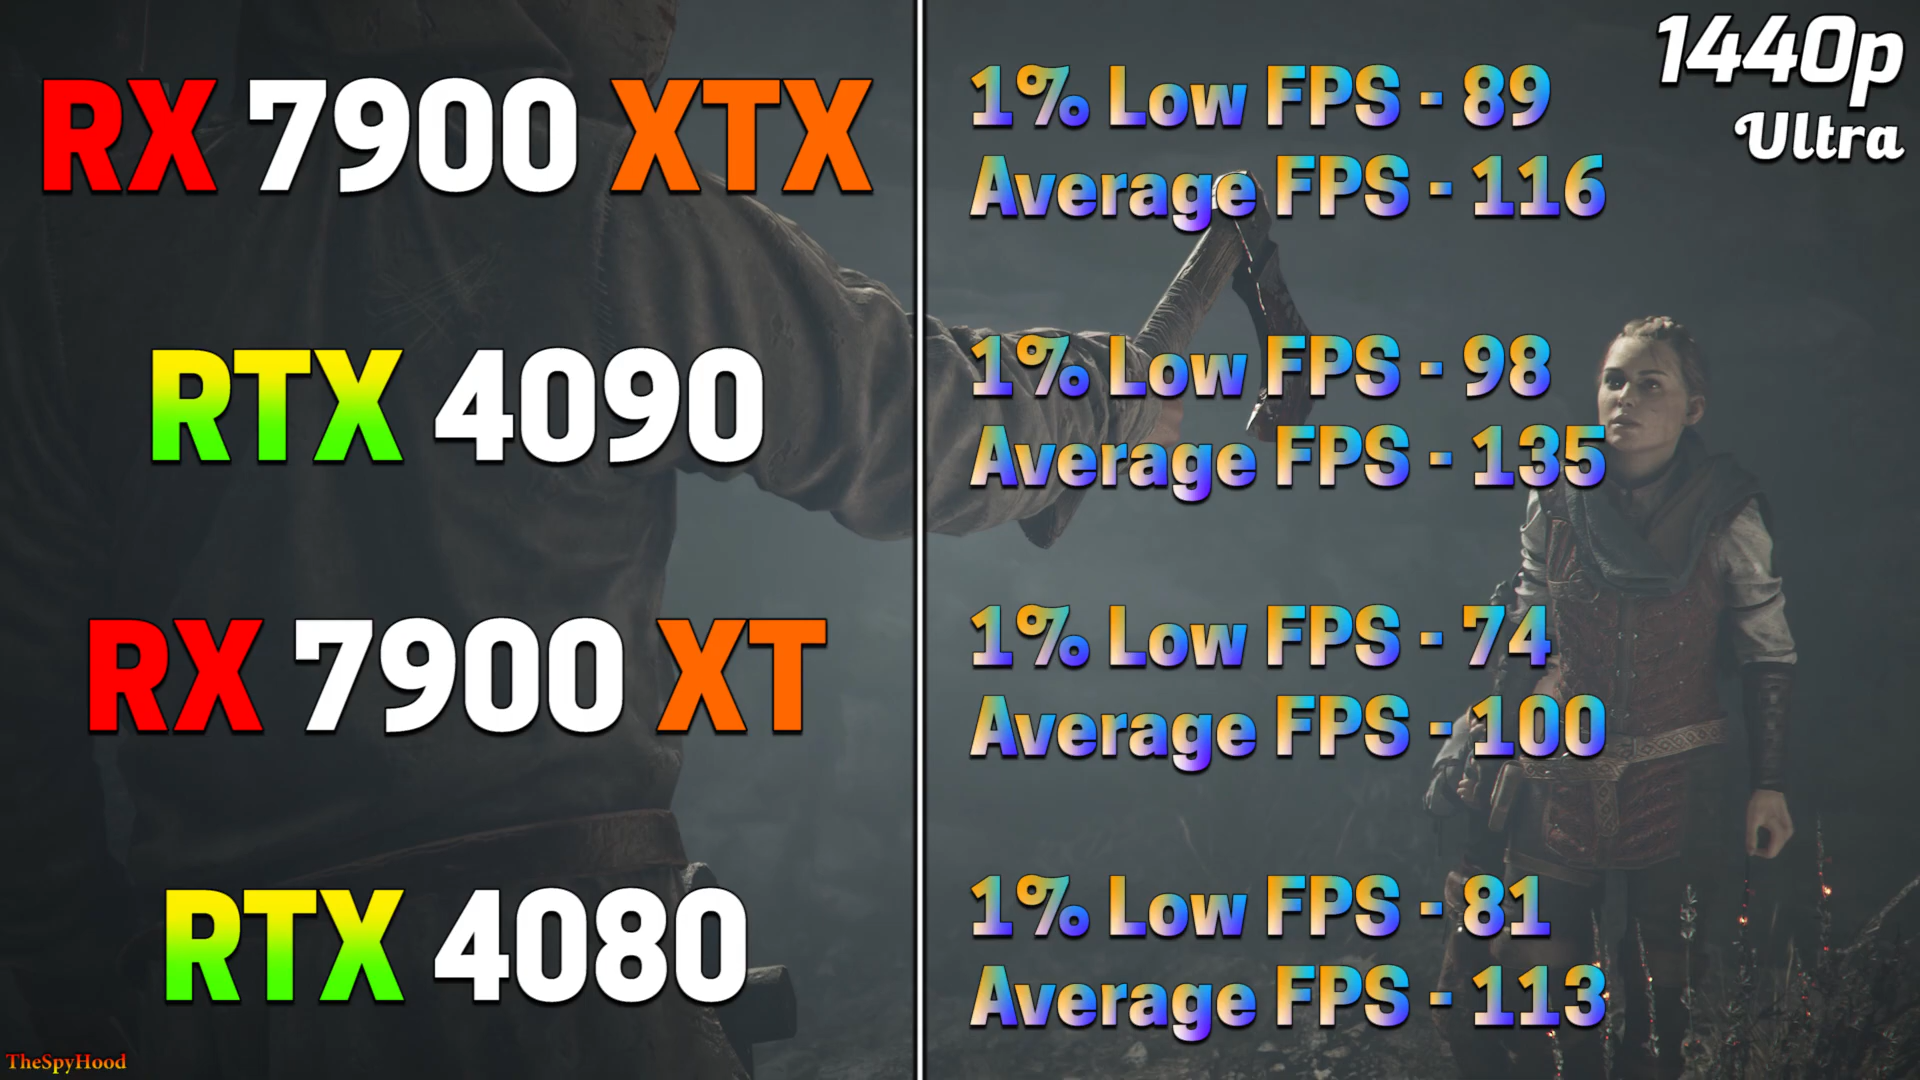 1440p
Ultra
RX 7900 XTX
1% Low FPS - 89
Average FPS - 116
RTX 4090
1% Low FPS - 98
Average FPS - 135
RX 7900 XT
1% Low FPS - 74
Average FPS - 100
RTX 4080
1% Low FPS - 81
Average FPS - 113
TheSpyHood